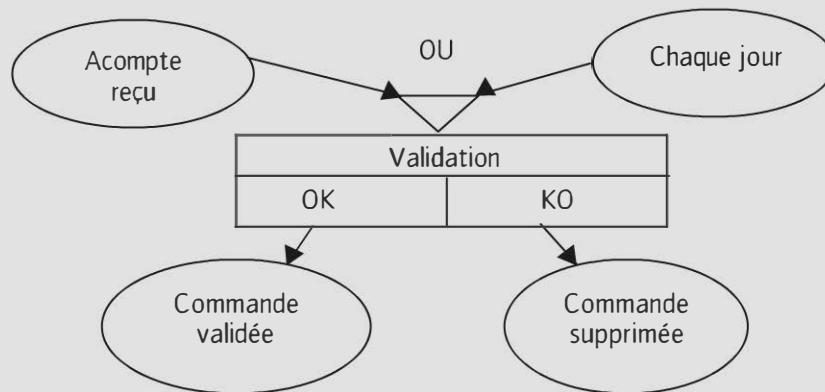 Acompte
reçu
OU
Chaque jour
Validation
OK
KO
Commande
validée
Commande
supprimée